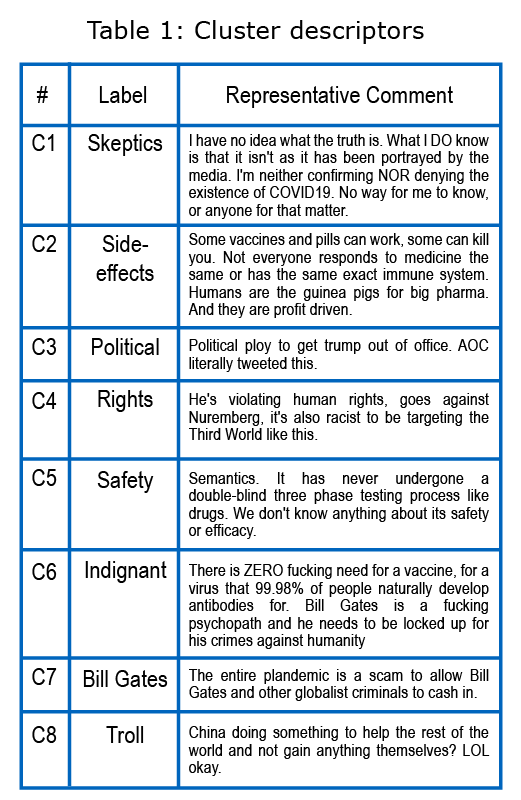 Table 1: Cluster descriptors
# Label Representative Comment
C1 Skeptics I have no idea what the truth is. What I DO know
is that it isn't as it has been portrayed by the
media. I'm neither confirming NOR denying the
existence of COVID19. No way for me to know,
or anyone for that matter.
C2 Side-
effects
Some vaccines and pills can work, some can kill
you. Not everyone responds to medicine the
same or has the same exact immune system.
Humans are the guinea pigs for big pharma.
And they are profit driven.
C3 Political Political ploy to get trump out of office. AOC
literally tweeted this.
C4 Rights He's violating human rights, goes against
Nuremberg, it's also racist to be targeting the
Third World like this.
C5 Safety Semantics. It has never undergone a
double-blind three phase testing process like
drugs. We don't know anything about its safety
or efficacy.
C6 Indignant There is ZERO fucking need for a vaccine, for a
virus that 99.98% of people naturally develop
antibodies for. Bill Gates is a fucking
psychopath and he needs to be locked up for
his crimes against humanity
C7 Bill Gates The entire plandemic is a scam to allow Bill
Gates and other globalist criminals to cash in.
C8 Troll China doing something to help the rest of the
world and not gain anything themselves? LOL
okay.